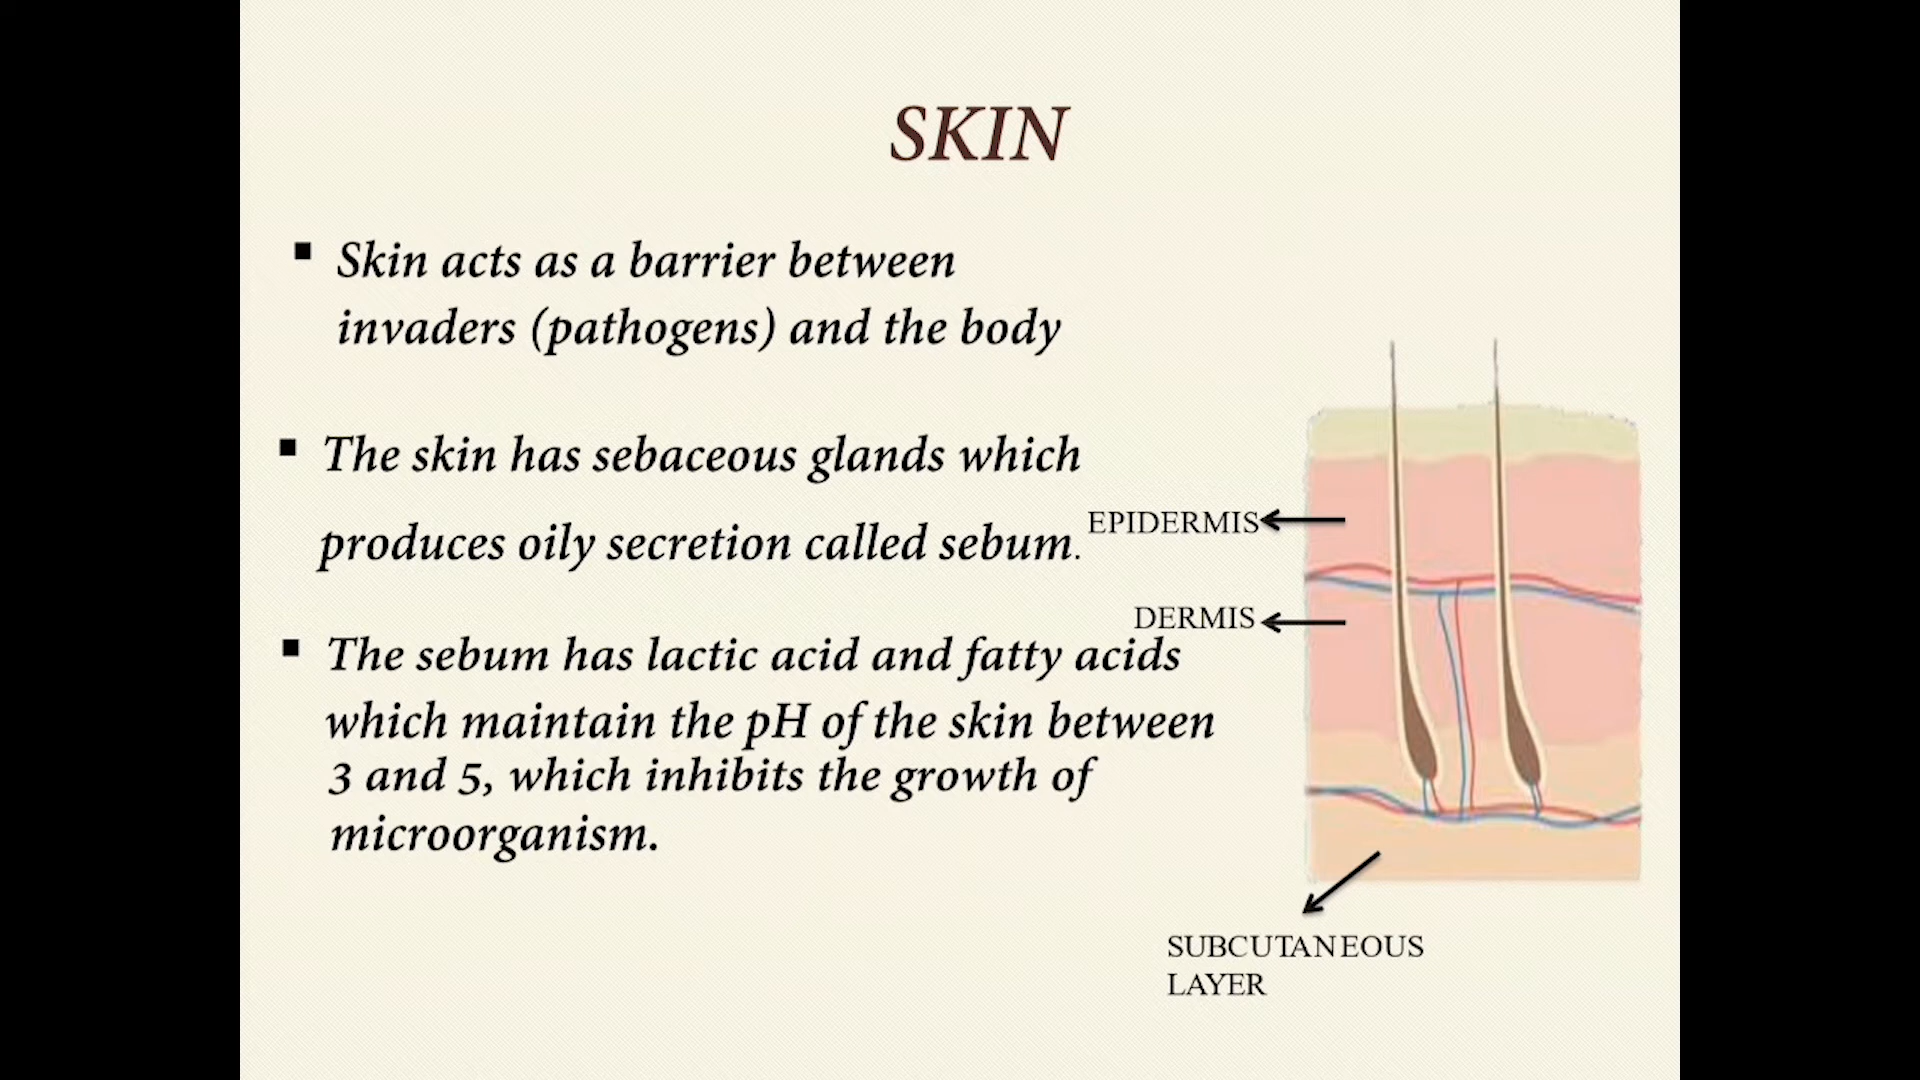 SKIN
▪ Skin acts as a barrier between
invaders (pathogens) and the body
▪ The skin has sebaceous glands which
produces oily secretion called sebum.
▪ The sebum has lactic acid and fatty acids
which maintain the pH of the skin between
3 and 5, which inhibits the growth of
microorganism.
EPIDERMIS
DERMIS
SUBCUTANEOUS
LAYER